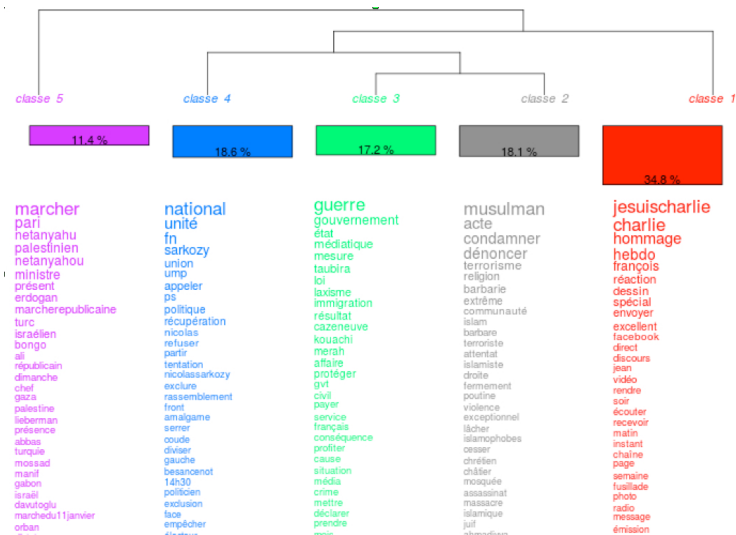 classe 5
classe 4
classe 3
classe 2
classe 1
11.4 %
18.6 %
17.2 %
18.1 %
34.8 %
marcher
pari
netanyahu
palestinien
netanyahou
ministre
présent
erdogan
marcherepublicaine
turc
israélien
bongo
ali
républicain
dimanche
chef
gaza
palestine
lieberman
présence
abbas
turquie
mossad
manif
gabon
israël
davutoglu
marchedu11janvier
orban
national
unité
fn
sarkozy
union
ump
appeler
ps
politique
récupération
nicolas
refuser
partir
tentation
nicolassarkozy
exclure
rassemblement
front
amalgame
serrer
coude
diviser
gauche
besancenot
14h30
politicien
exclusion
face
empêcher
guerre
gouvernement
état
médiatique
mesure
taubira
loi
laxisme
immigration
résultat
cazeneuve
kouachi
merah
affaire
protéger
gvt
civil
payer
service
français
conséquence
profiter
cause
situation
média
crime
mettre
déclarer
prendre
musulman
acte
condamner
dénoncer
terrorisme
religion
barbarie
extrême
communauté
islam
barbare
terroriste
attentat
islamiste
droite
fermement
poutine
violence
exceptionnel
lâcher
islamophobes
cesser
chrétien
châtier
mosquée
assassinat
massacre
islamique
juif
jesuischarlie
charlie
hommage
hebdo
françois
réaction
dessin
spécial
envoyer
excellent
facebook
direct
discours
jean
vidéo
rendre
soir
écouter
recevoir
matin
instant
chaîne
page
semaine
fusillade
photo
radio
message
émission